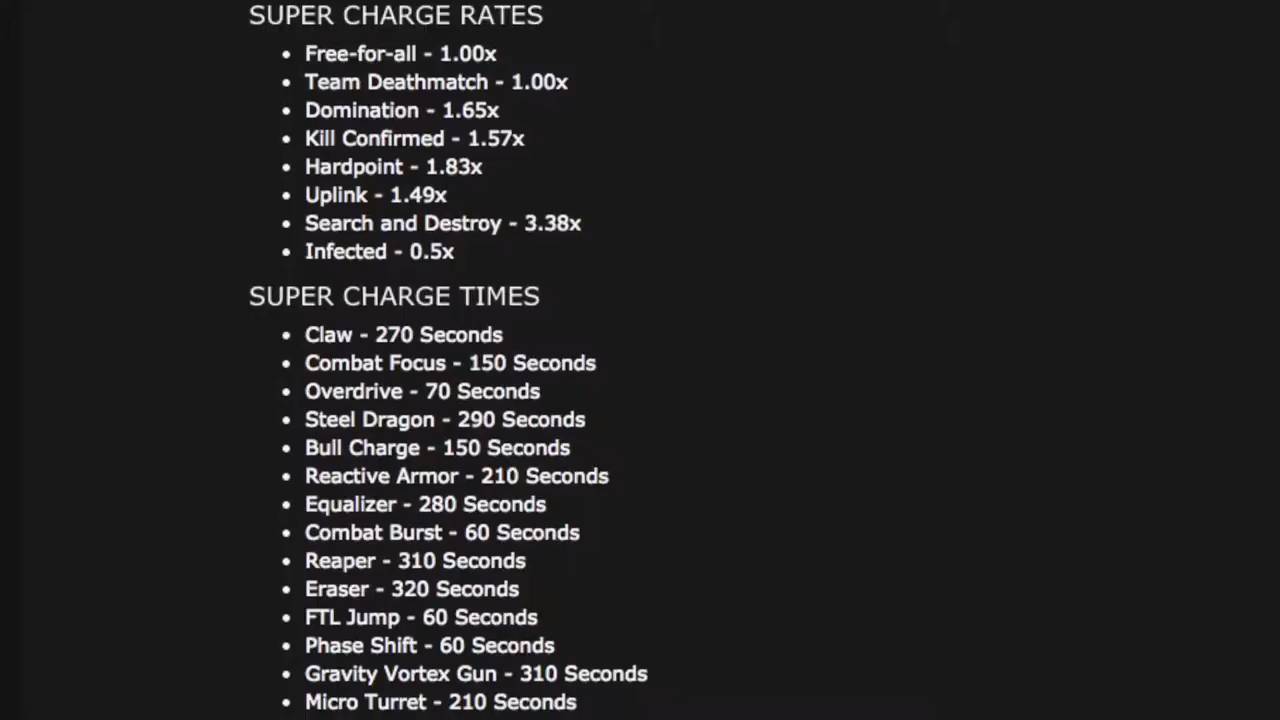 SUPER CHARGE RATES
• Free-for-all - 1.00x
• Team Deathmatch - 1.00x
• Domination - 1.65x
• Kill Confirmed - 1.57x
• Hardpoint - 1.83x
• Uplink - 1.49x
• Search and Destroy - 3.38x
• Infected - 0.5x
SUPER CHARGE TIMES
• Claw - 270 Seconds
• Combat Focus - 150 Seconds
• Overdrive - 70 Seconds
• Steel Dragon - 290 Seconds
• Bull Charge - 150 Seconds
• Reactive Armor - 210 Seconds
• Equalizer - 280 Seconds
• Combat Burst - 60 Seconds
• Reaper - 310 Seconds
• Eraser - 320 Seconds
• FTL Jump - 60 Seconds
• Phase Shift - 60 Seconds
• Gravity Vortex Gun - 310 Seconds
• Micro Turret - 210 Seconds